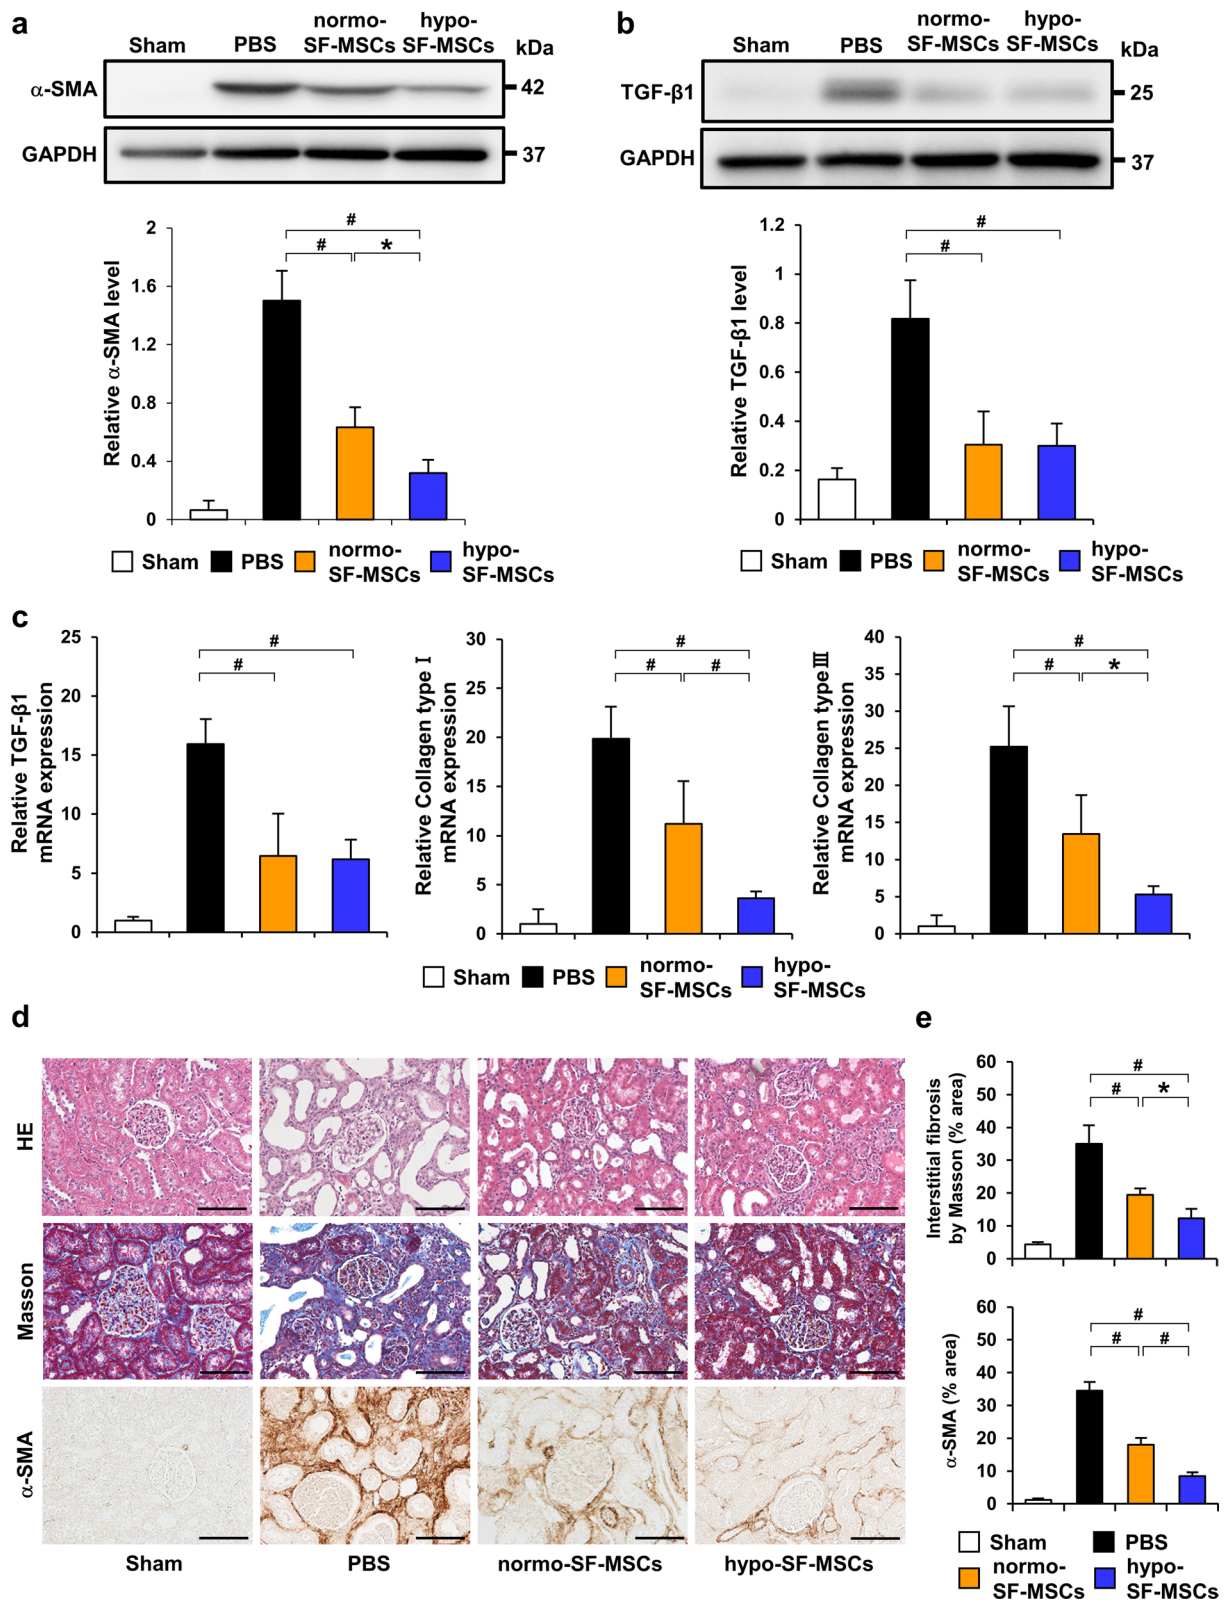 a
Sham PBS normo-SF-MSCs hypo-SF-MSCs kDa
α-SMA 42
GAPDH 37
2
1.6
1.2
0.8
0.4
0
Relative α-SMA level
#
# *
Sham PBS normo-SF-MSCs hypo-SF-MSCs
b
Sham PBS normo-SF-MSCs hypo-SF-MSCs kDa
TGF-β1 25
GAPDH 37
1.2
1
0.8
0.6
0.4
0.2
0
Relative TGF-β1 level
#
#
Sham PBS normo-SF-MSCs hypo-SF-MSCs
c
25
20
15
10
5
0
Relative TGF-β1
mRNA expression
#
#
30
25
20
15
10
5
0
Relative Collagen type Ⅰ
mRNA expression
#
# #
40
35
30
25
20
15
10
5
0
Relative Collagen type Ⅲ
mRNA expression
#
# *
Sham PBS normo-SF-MSCs hypo-SF-MSCs
d
HE
Masson
α-SMA
Sham PBS normo-SF-MSCs hypo-SF-MSCs
e
60
50
40
30
20
10
0
Interstitial fibrosis
by Masson (% area)
#
# *
60
50
40
30
20
10
0
α-SMA (% area)
#
# #
Sham PBS
normo-SF-MSCs hypo-SF-MSCs